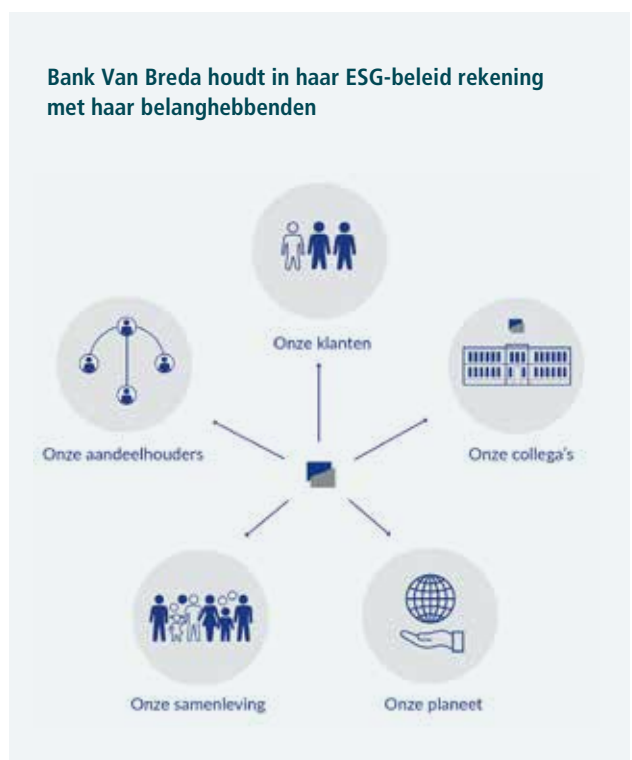 Bank Van Breda houdt in haar ESG-beleid rekening
met haar belanghebbenden
Onze klanten
Onze aandeelhouders
Onze collega's
Onze samenleving
Onze planeet